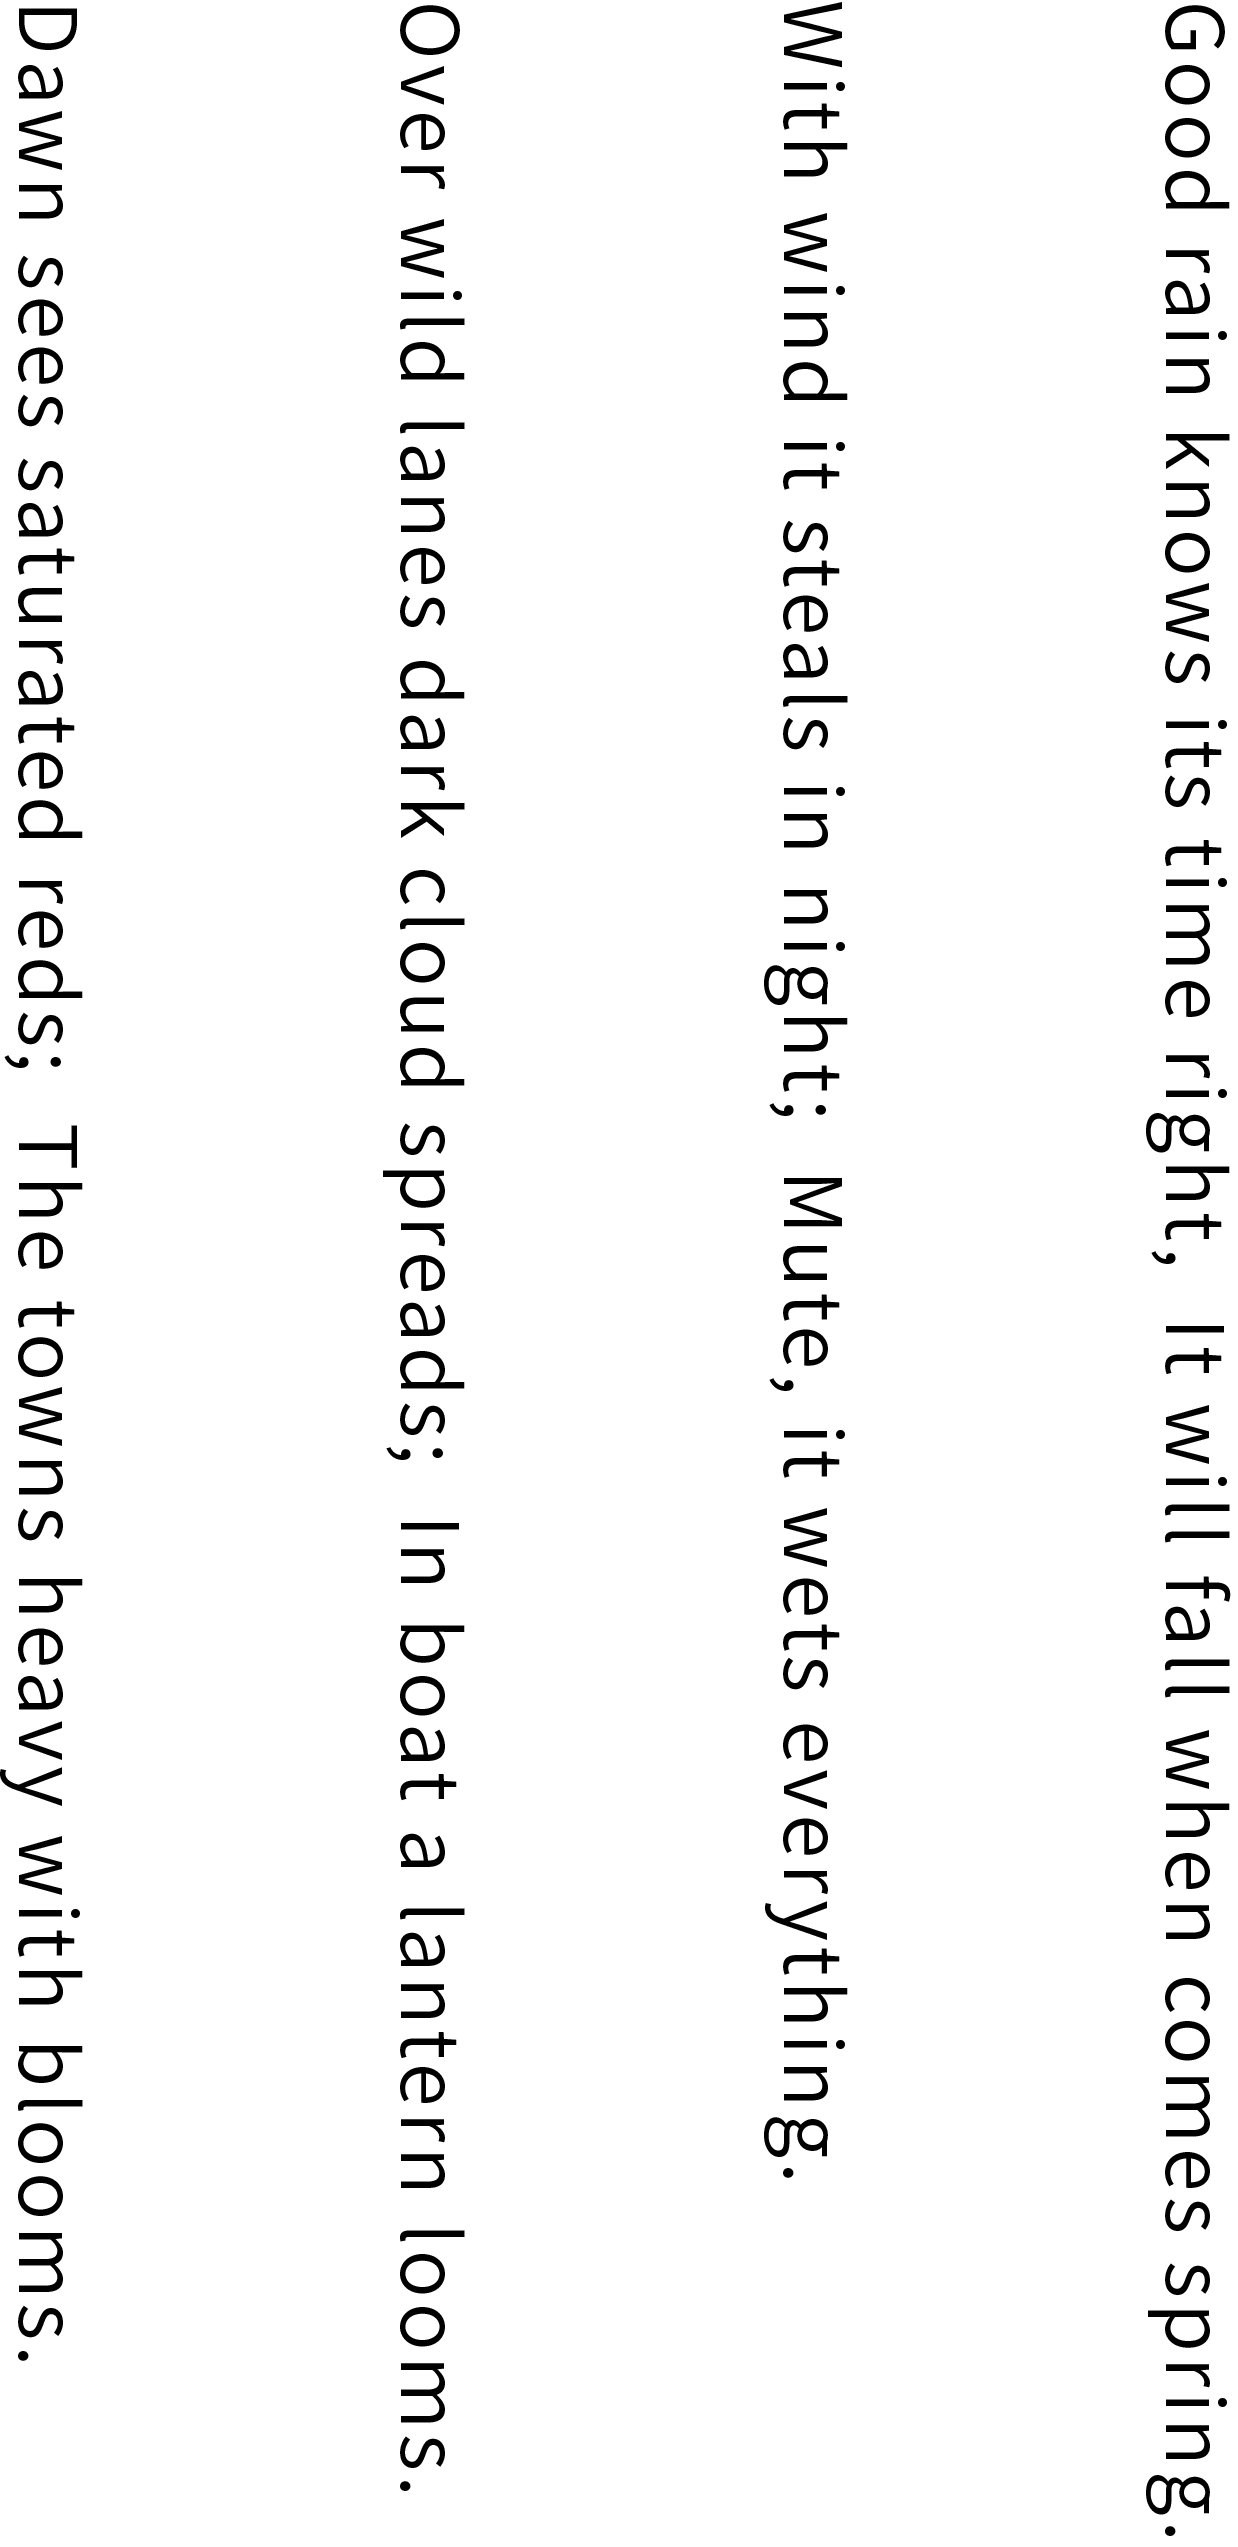 Good rain knows its time right, It will fall when comes spring.
With wind it steals in night; Mute, it wets everything.
Over wild lanes dark cloud spreads; In boat a lantern looms.
Dawn sees saturated reds; The towns heavy with blooms.